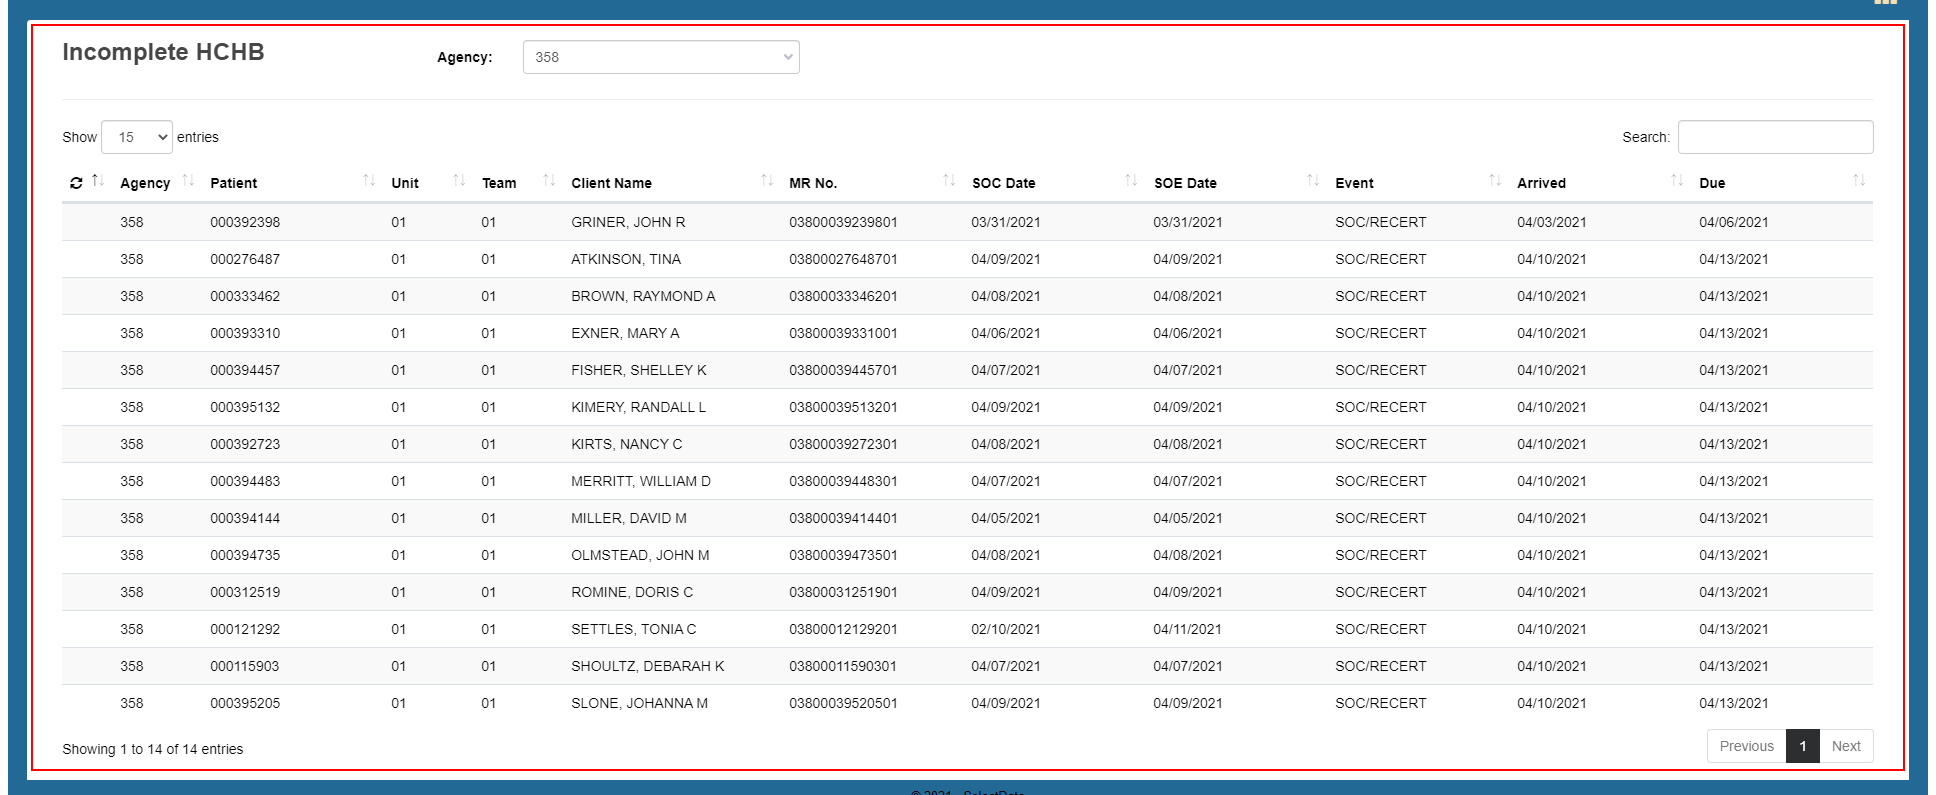 Incomplete HCHB Agency: 358
Show 15 entries Search:
Agency Patient Unit Team Client Name MR No. SOC Date SOE Date Event Arrived Due
358 000392398 01 01 GRINER, JOHN R 03800039239801 03/31/2021 03/31/2021 SOC/RECERT 04/03/2021 04/06/2021
358 000276487 01 01 ATKINSON, TINA 03800027648701 04/09/2021 04/09/2021 SOC/RECERT 04/10/2021 04/13/2021
358 000333462 01 01 BROWN, RAYMOND A 03800033346201 04/08/2021 04/08/2021 SOC/RECERT 04/10/2021 04/13/2021
358 000393310 01 01 EXNER, MARY A 03800039331001 04/06/2021 04/06/2021 SOC/RECERT 04/10/2021 04/13/2021
358 000394457 01 01 FISHER, SHELLEY K 03800039445701 04/07/2021 04/07/2021 SOC/RECERT 04/10/2021 04/13/2021
358 000395132 01 01 KIMERY, RANDALL L 03800039513201 04/09/2021 04/09/2021 SOC/RECERT 04/10/2021 04/13/2021
358 000392723 01 01 KIRTS, NANCY C 03800039272301 04/08/2021 04/08/2021 SOC/RECERT 04/10/2021 04/13/2021
358 000394483 01 01 MERRITT, WILLIAM D 03800039448301 04/07/2021 04/07/2021 SOC/RECERT 04/10/2021 04/13/2021
358 000394144 01 01 MILLER, DAVID M 03800039414401 04/05/2021 04/05/2021 SOC/RECERT 04/10/2021 04/13/2021
358 000394735 01 01 OLMSTEAD, JOHN M 03800039473501 04/08/2021 04/08/2021 SOC/RECERT 04/10/2021 04/13/2021
358 000312519 01 01 ROMINE, DORIS C 03800031251901 04/09/2021 04/09/2021 SOC/RECERT 04/10/2021 04/13/2021
358 000121292 01 01 SETTLES, TONIA C 03800012129201 02/10/2021 04/11/2021 SOC/RECERT 04/10/2021 04/13/2021
358 000115903 01 01 SHOULTZ, DEBARAH K 03800011590301 04/07/2021 04/07/2021 SOC/RECERT 04/10/2021 04/13/2021
358 000395205 01 01 SLONE, JOHANNA M 03800039520501 04/09/2021 04/09/2021 SOC/RECERT 04/10/2021 04/13/2021
Showing 1 to 14 of 14 entries Previous 1 Next